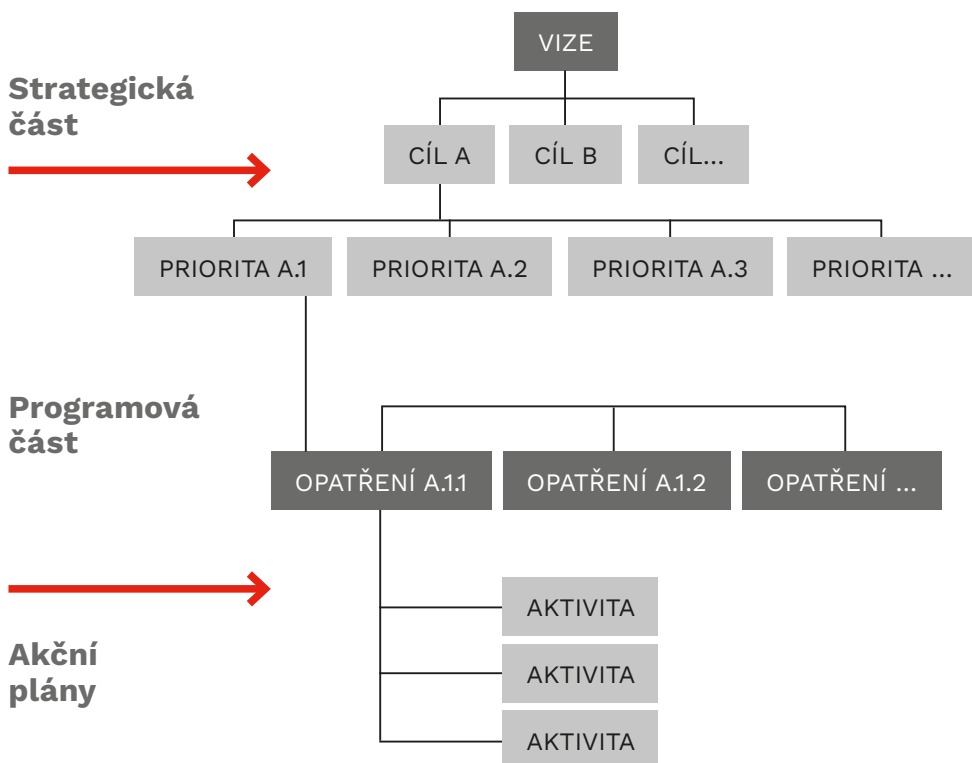 VIZE
Strategická
část
CÍL A
CÍL B
CÍL...
PRIORITA A.1
PRIORITA A.2
PRIORITA A.3
PRIORITA ...
Programová
část
OPATŘENÍ A.1.1
OPATŘENÍ A.1.2
OPATŘENÍ ...
AKTIVITA
Akční
plány
AKTIVITA
AKTIVITA